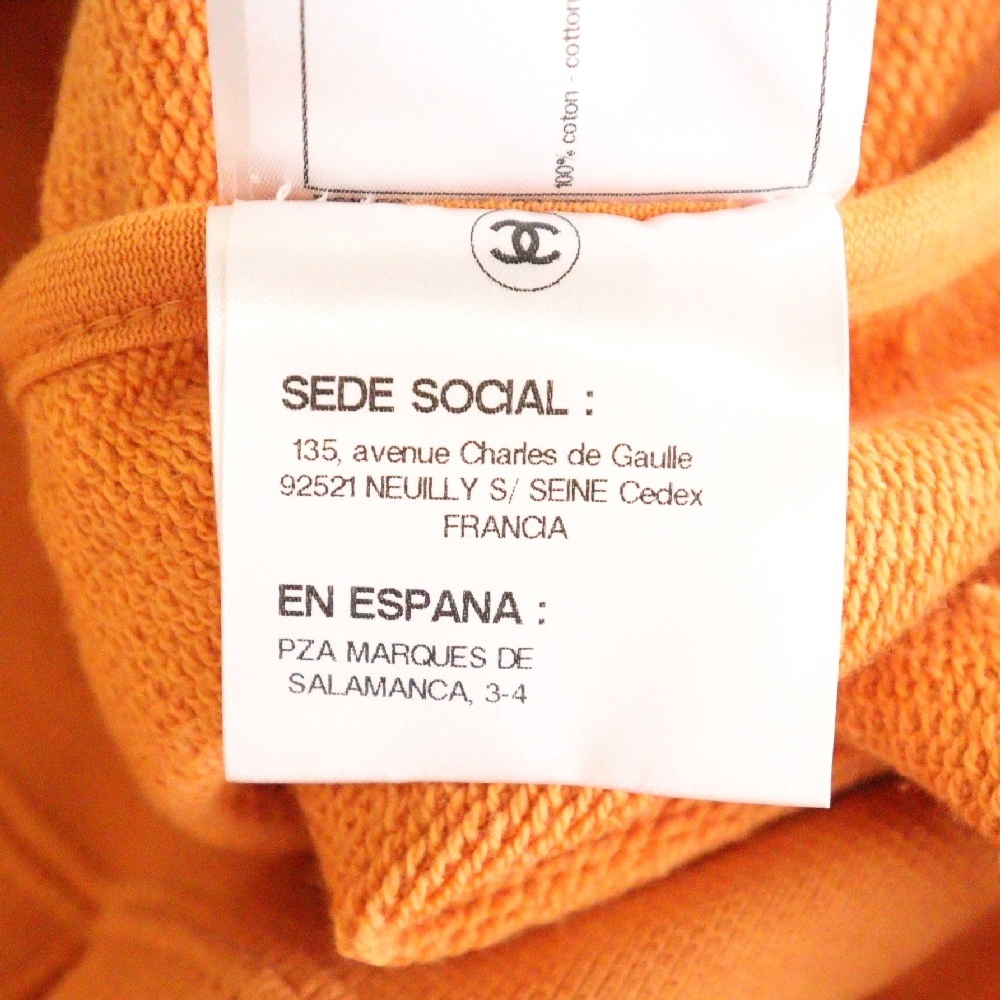 100% coton - cotton
SEDE SOCIAL :
135, avenue Charles de Gaulle
92521 NEUILLY S/ SEINE Cedex
FRANCIA
EN ESPANA :
PZA MARQUES DE
SALAMANCA, 3-4